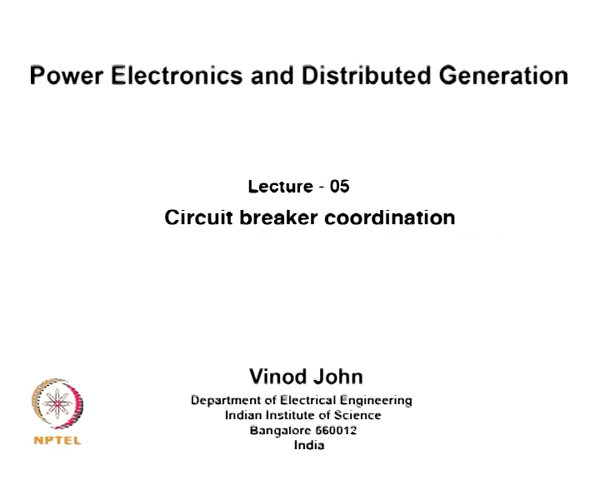 Power Electronics and Distributed Generation
Lecture - 05
Circuit breaker coordination
Vinod John
Department of Electrical Engineering
Indian Institute of Science
Bangalore 560012
India
NPTEL